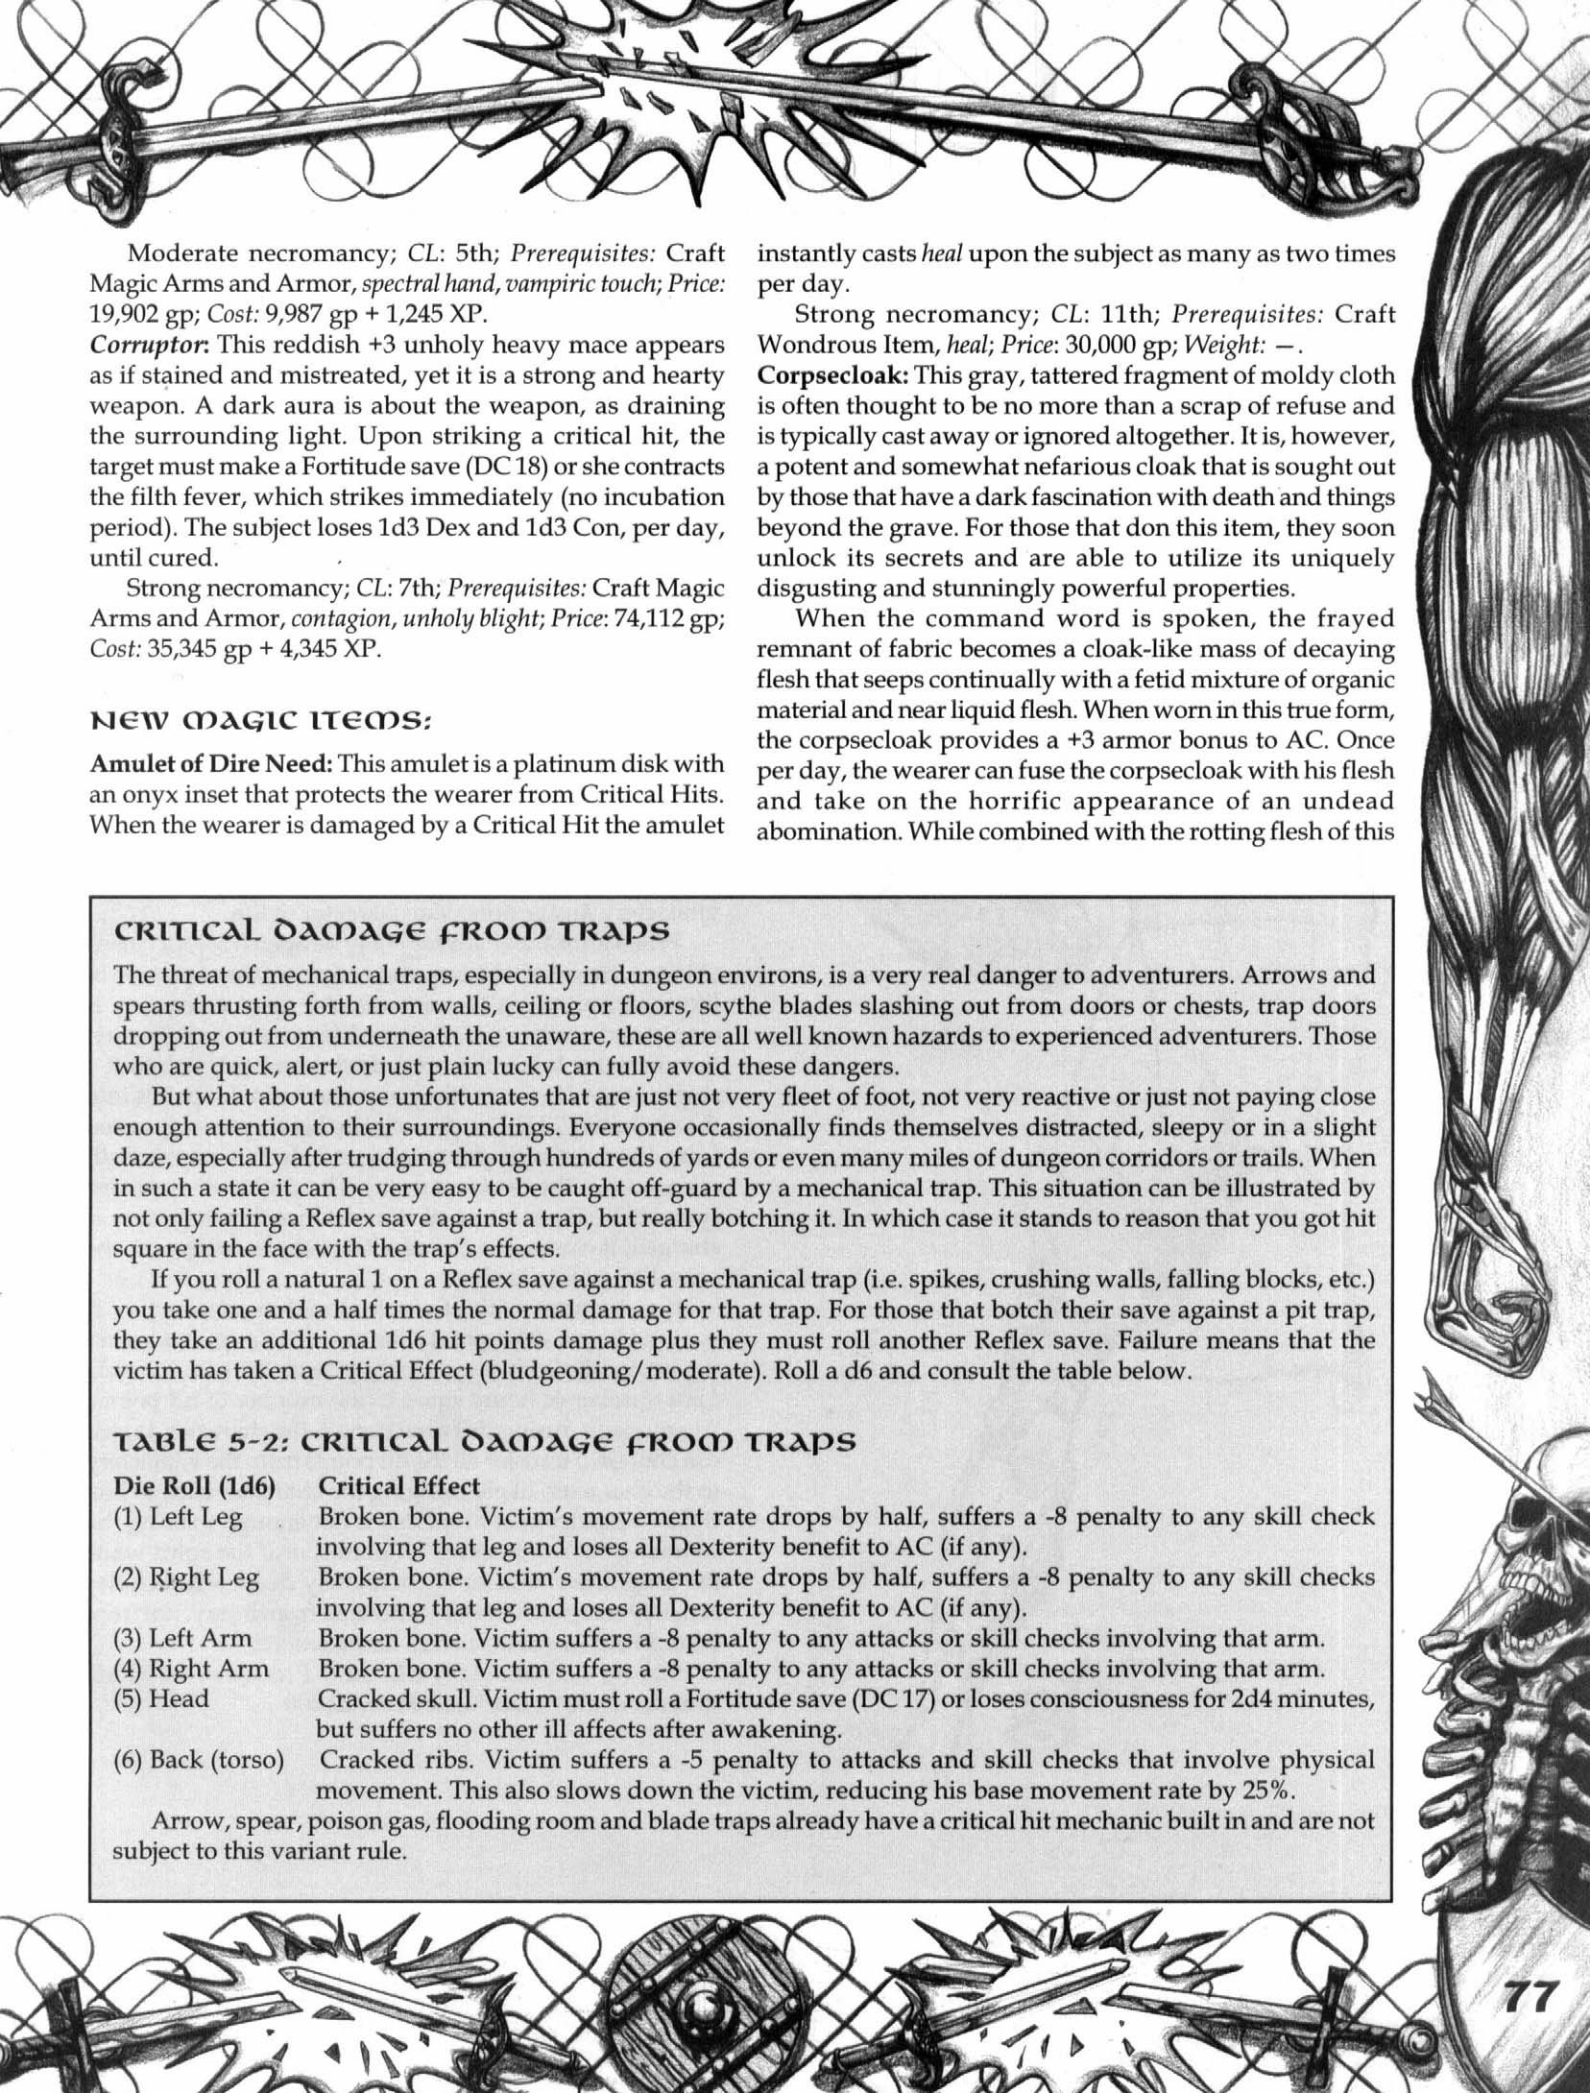 Moderate necromancy; CL: 5th; Prerequisites: Craft
Magic Arms and Armor, spectral hand, vampiric touch; Price:
19,902 gp; Cost: 9,987 gp + 1,245 XP.
Corruptor: This reddish +3 unholy heavy mace appears
as if stained and mistreated, yet it is a strong and hearty
weapon. A dark aura is about the weapon, as draining
the surrounding light. Upon striking a critical hit, the
target must make a Fortitude save (DC 18) or she contracts
the filth fever, which strikes immediately (no incubation
period). The subject loses 1d3 Dex and 1d3 Con, per day,
until cured.
Strong necromancy; CL: 7th; Prerequisites: Craft Magic
Arms and Armor, contagion, unholy blight; Price: 74,112 gp;
Cost: 35,345 gp + 4,345 XP.
New Magic Items:
Amulet of Dire Need: This amulet is a platinum disk with
an onyx inset that protects the wearer from Critical Hits.
When the wearer is damaged by a Critical Hit the amulet
instantly casts heal upon the subject as many as two times
per day.
Strong necromancy; CL: 11th; Prerequisites: Craft
Wondrous Item, heal; Price: 30,000 gp; Weight: —.
Corpsecloak: This gray, tattered fragment of moldy cloth
is often thought to be no more than a scrap of refuse and
is typically cast away or ignored altogether. It is, however,
a potent and somewhat nefarious cloak that is sought out
by those that have a dark fascination with death and things
beyond the grave. For those that don this item, they soon
unlock its secrets and are able to utilize its uniquely
disgusting and stunningly powerful properties.
When the command word is spoken, the frayed
remnant of fabric becomes a cloak-like mass of decaying
flesh that seeps continually with a fetid mixture of organic
material and near liquid flesh. When worn in this true form,
the corpsecloak provides a +3 armor bonus to AC. Once
per day, the wearer can fuse the corpsecloak with his flesh
and take on the horrific appearance of an undead
abomination. While combined with the rotting flesh of this
Critical Damage from Traps
The threat of mechanical traps, especially in dungeon environs, is a very real danger to adventurers. Arrows and
spears thrusting forth from walls, ceiling or floors, scythe blades slashing out from doors or chests, trap doors
dropping out from underneath the unaware, these are all well known hazards to experienced adventurers. Those
who are quick, alert, or just plain lucky can fully avoid these dangers.
But what about those unfortunates that are just not very fleet of foot, not very reactive or just not paying close
enough attention to their surroundings. Everyone occasionally finds themselves distracted, sleepy or in a slight
daze, especially after trudging through hundreds of yards or even many miles of dungeon corridors or trails. When
in such a state it can be very easy to be caught off-guard by a mechanical trap. This situation can be illustrated by
not only failing a Reflex save against a trap, but really botching it. In which case it stands to reason that you got hit
square in the face with the trap's effects.
If you roll a natural 1 on a Reflex save against a mechanical trap (i.e. spikes, crushing walls, falling blocks, etc.)
you take one and a half times the normal damage for that trap. For those that botch their save against a pit trap,
they take an additional 1d6 hit points damage plus they must roll another Reflex save. Failure means that the
victim has taken a Critical Effect (bludgeoning/moderate). Roll a d6 and consult the table below.
Table 5-2: Critical Damage from Traps
Die Roll (1d6) Critical Effect
(1) Left Leg Broken bone. Victim's movement rate drops by half, suffers a -8 penalty to any skill check
involving that leg and loses all Dexterity benefit to AC (if any).
(2) Right Leg Broken bone. Victim's movement rate drops by half, suffers a -8 penalty to any skill checks
involving that leg and loses all Dexterity benefit to AC (if any).
(3) Left Arm Broken bone. Victim suffers a -8 penalty to any attacks or skill checks involving that arm.
(4) Right Arm Broken bone. Victim suffers a -8 penalty to any attacks or skill checks involving that arm.
(5) Head Cracked skull. Victim must roll a Fortitude save (DC 17) or loses consciousness for 2d4 minutes,
but suffers no other ill affects after awakening.
(6) Back (torso) Cracked ribs. Victim suffers a -5 penalty to attacks and skill checks that involve physical
movement. This also slows down the victim, reducing his base movement rate by 25%.
Arrow, spear, poison gas, flooding room and blade traps already have a critical hit mechanic built in and are not
subject to this variant rule.
77